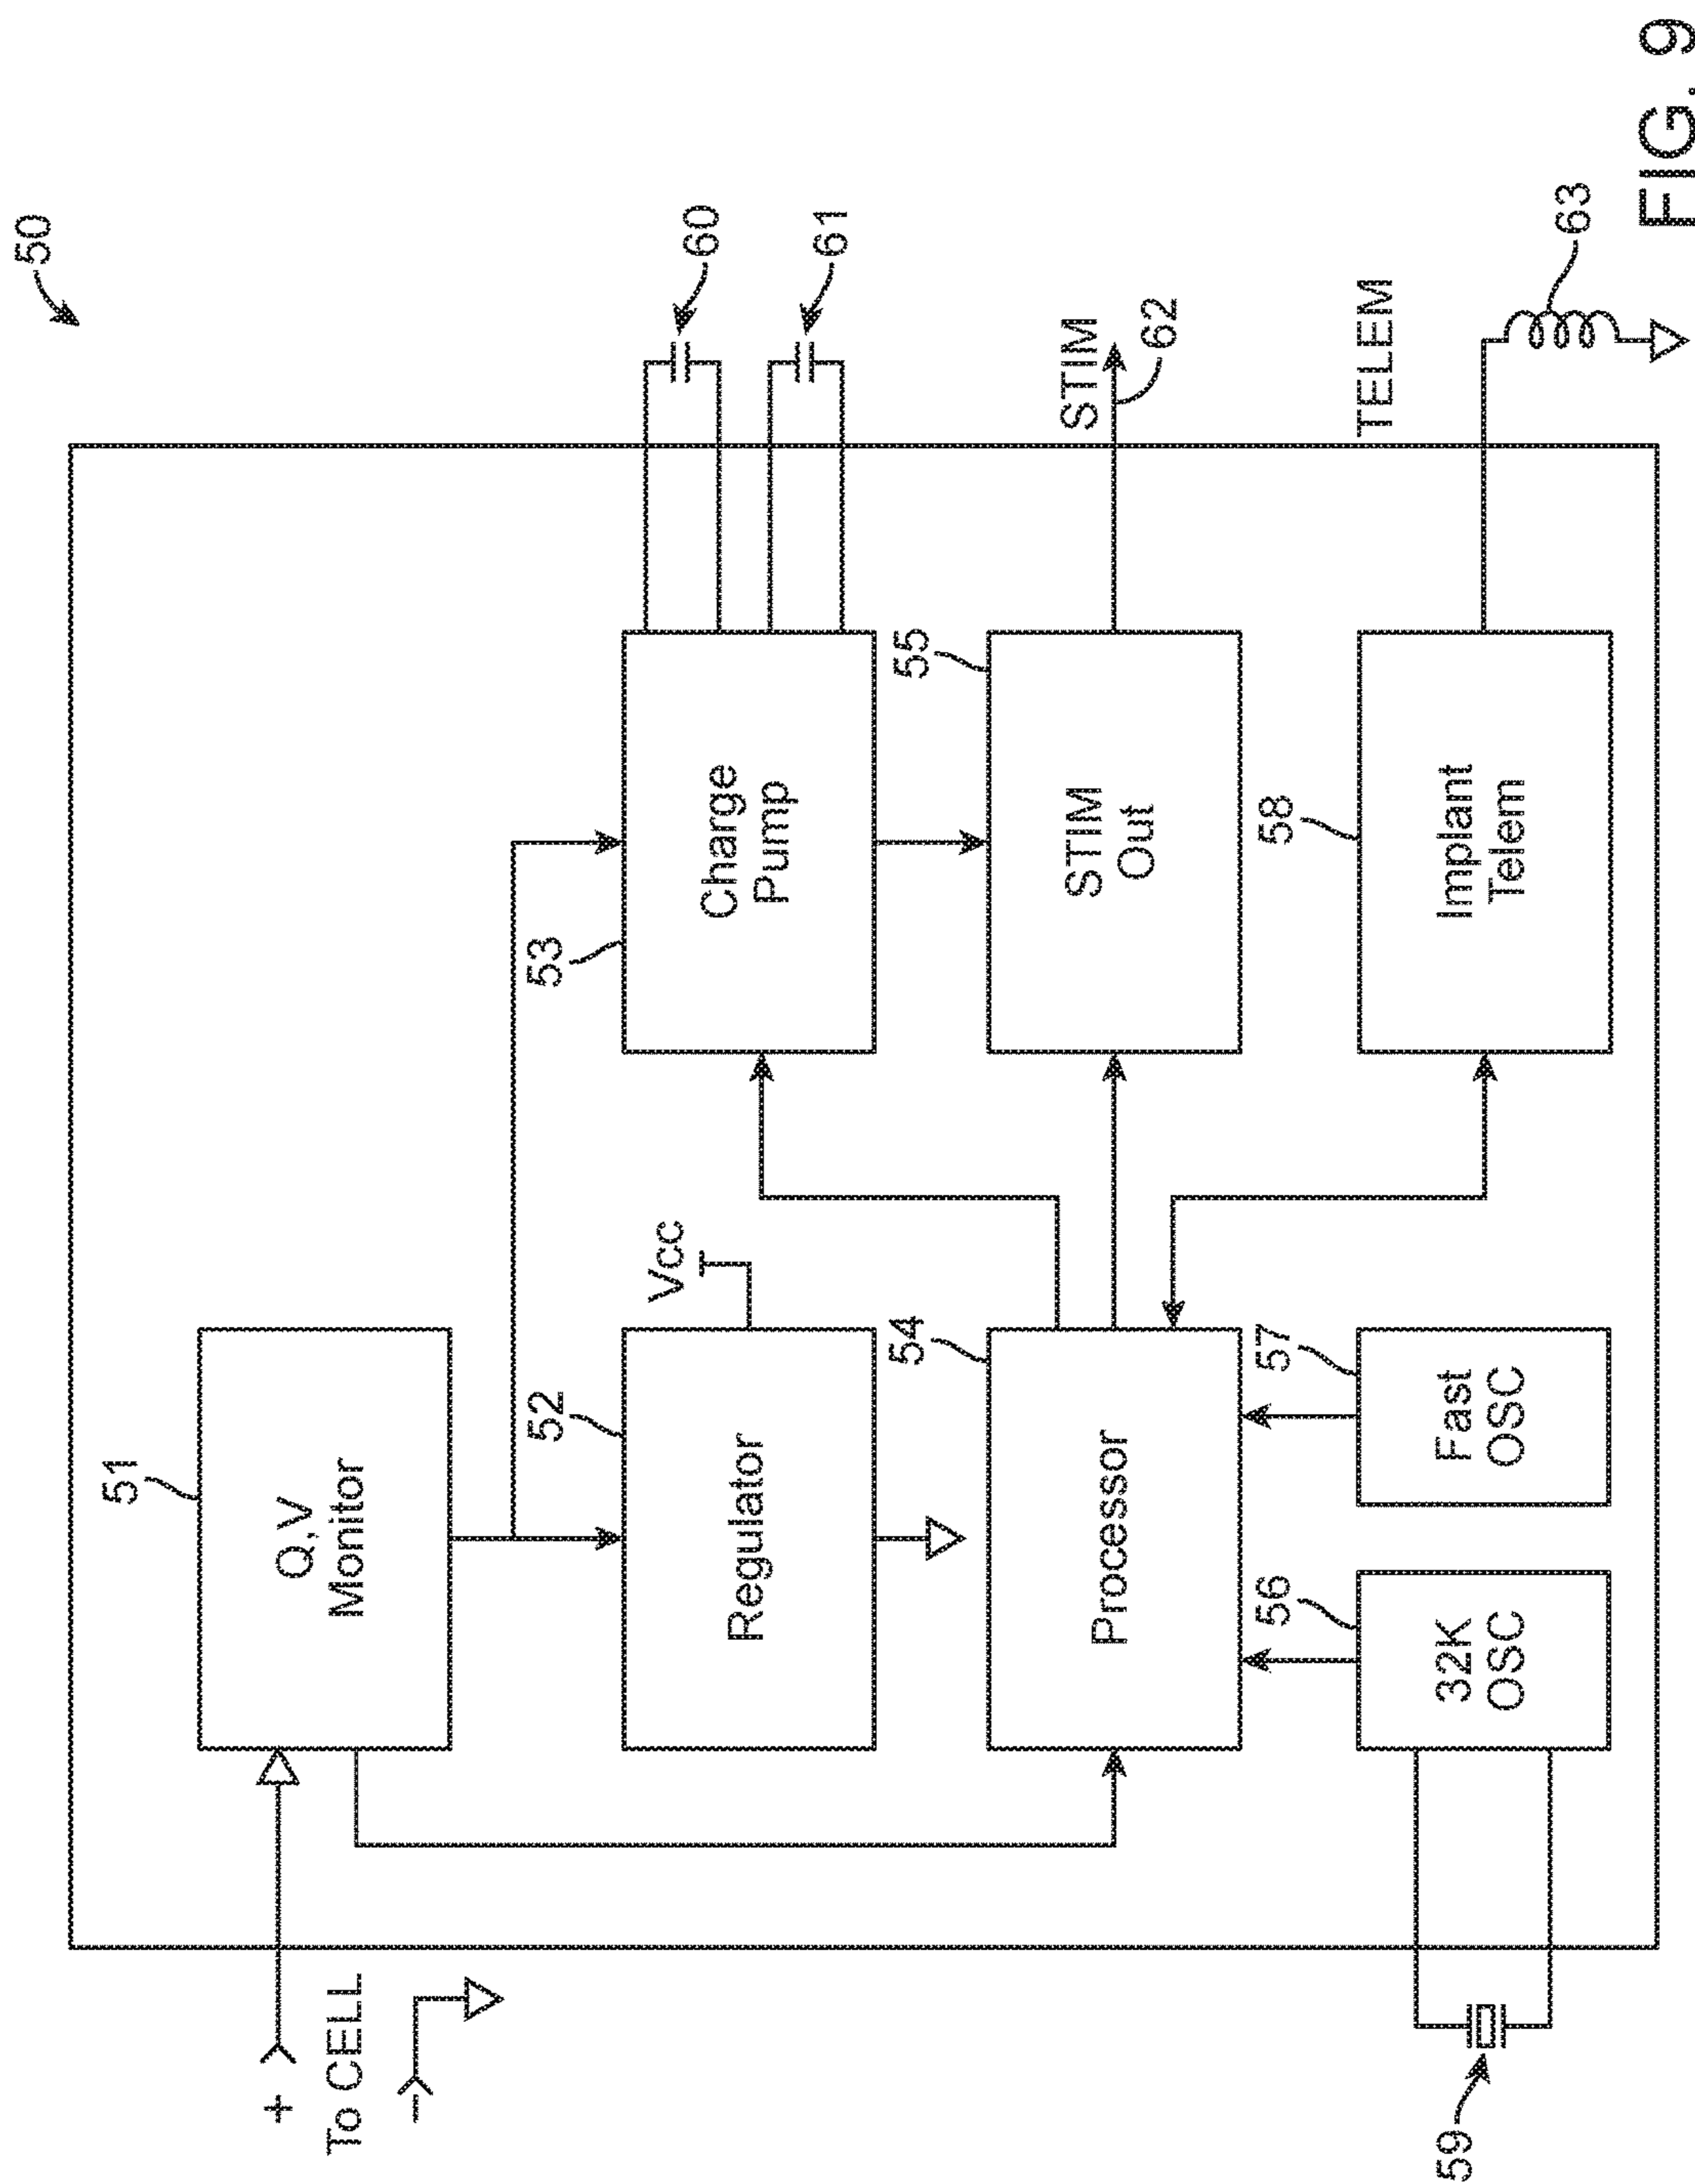 50
+
To CELL
−
51
Q,V
Monitor
52
Regulator
Vcc
53
Charge
Pump
60
61
54
Processor
55
STIM
Out
STIM
62
56
32K
OSC
57
Fast
OSC
58
Implant
Telem
TELEM
63
59
FIG. 9